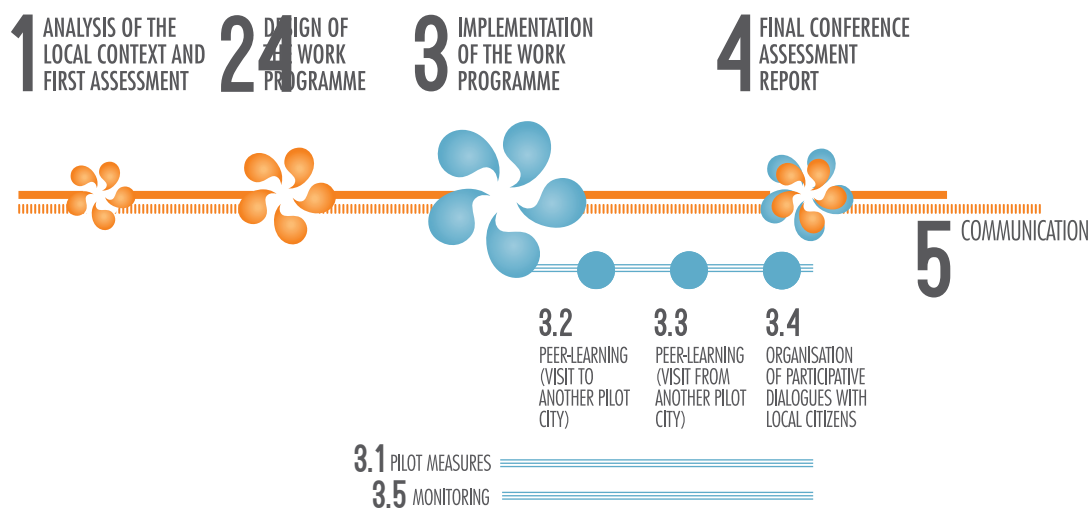 1 ANALYSIS OF THE
LOCAL CONTEXT AND
FIRST ASSESSMENT
24 DESIGN OF
THE WORK
PROGRAMME
3 IMPLEMENTATION
OF THE WORK
PROGRAMME
4 FINAL CONFERENCE
ASSESSMENT
REPORT
5 COMMUNICATION
3.2
PEER-LEARNING
(VISIT TO
ANOTHER PILOT
CITY)
3.3
PEER-LEARNING
(VISIT FROM
ANOTHER PILOT
CITY)
3.4
ORGANISATION
OF PARTICIPATIVE
DIALOGUES WITH
LOCAL CITIZENS
3.1 PILOT MEASURES
3.5 MONITORING